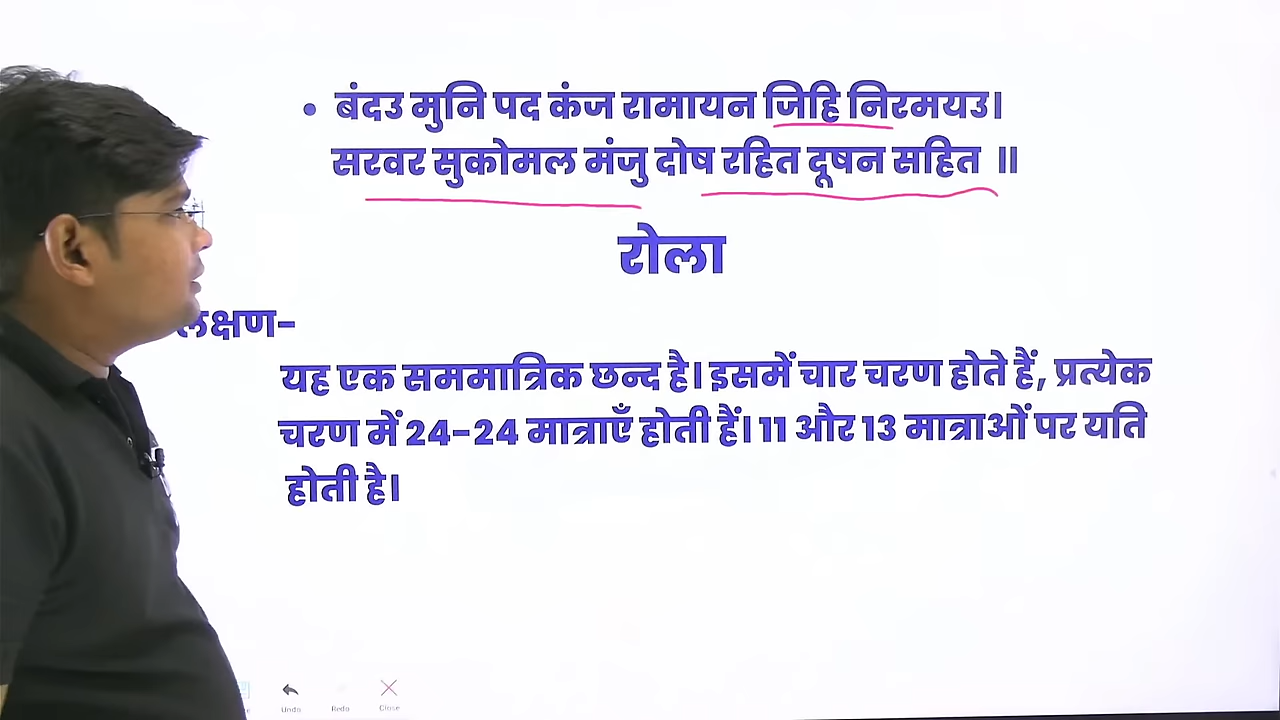 • बंदउ मुनि पद कंज रामायन जिहि निरमयउ।
सरवर सुकोमल मंजु दोष रहित दूषन सहित ॥
रोला
लक्षण-
यह एक सममात्रिक छन्द है। इसमें चार चरण होते हैं, प्रत्येक
चरण में 24-24 मात्राएँ होती हैं। 11 और 13 मात्राओं पर यति
होती है।
Undo Redo Close